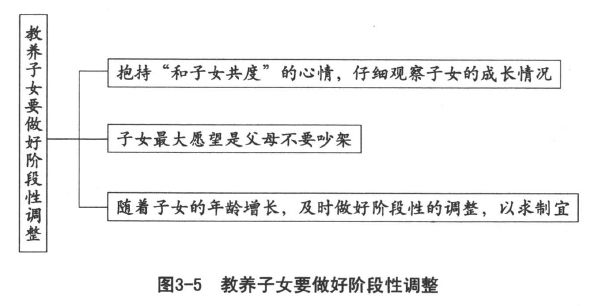 教养子女要做好阶段性调整
抱持“和子女共度”的心情，仔细观察子女的成长情况
子女最大愿望是父母不要吵架
随着子女的年龄增长，及时做好阶段性的调整，以求制宜
图3-5 教养子女要做好阶段性调整